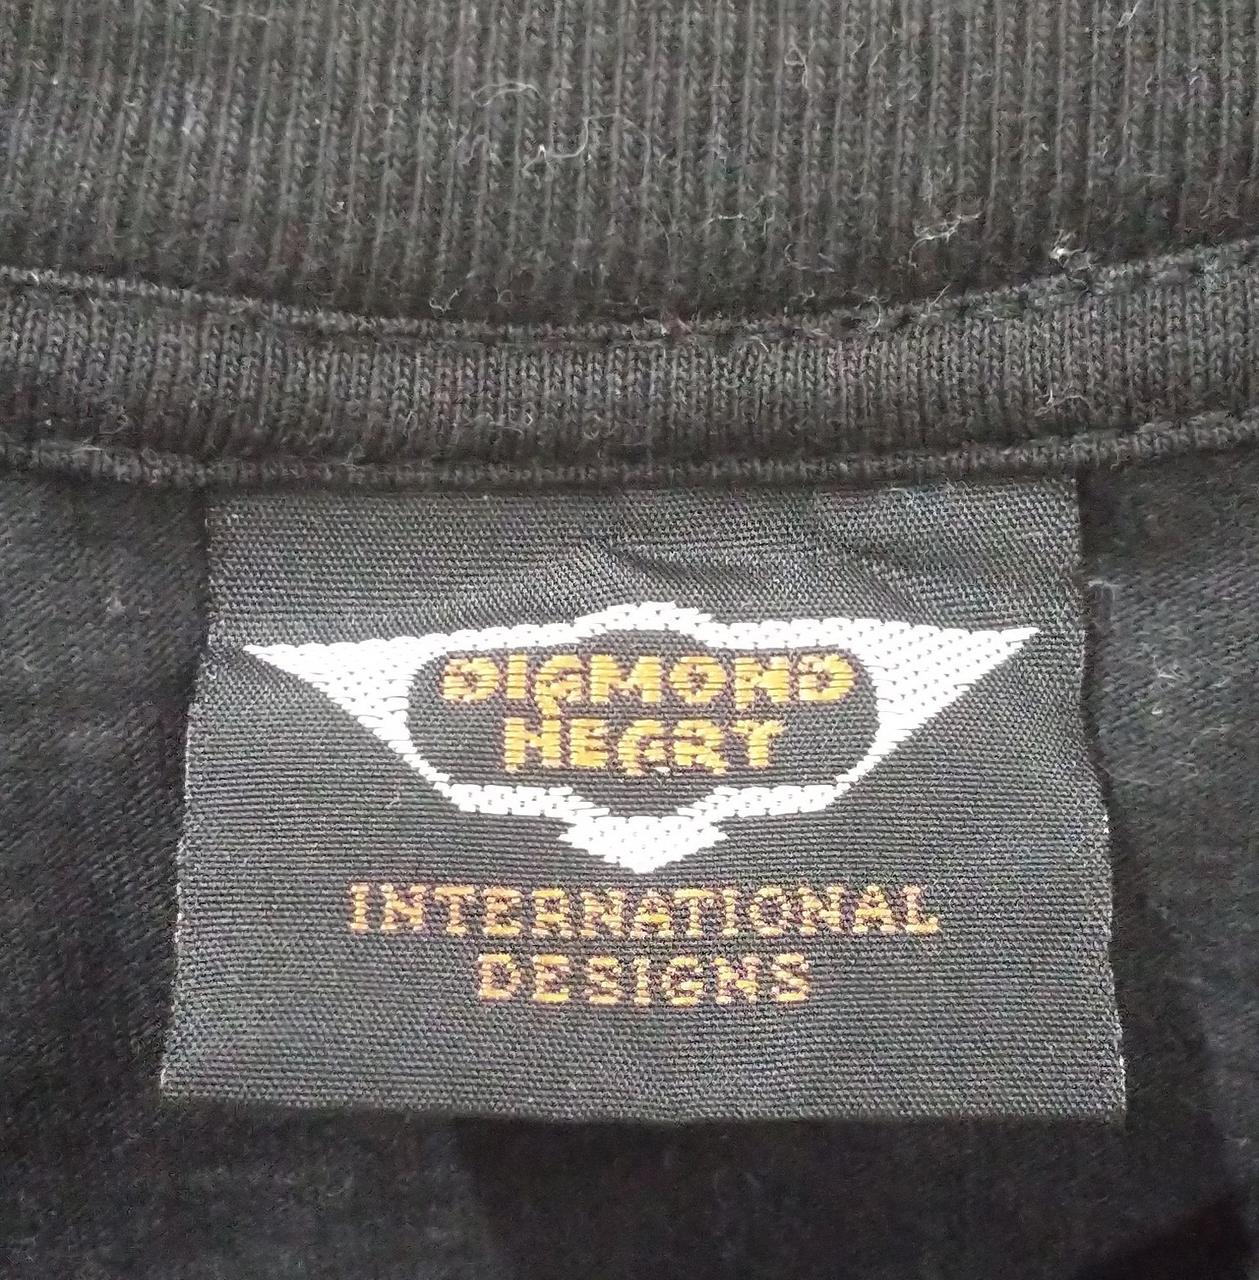 DIAMOND
HEART
INTERNATIONAL
DESIGNS